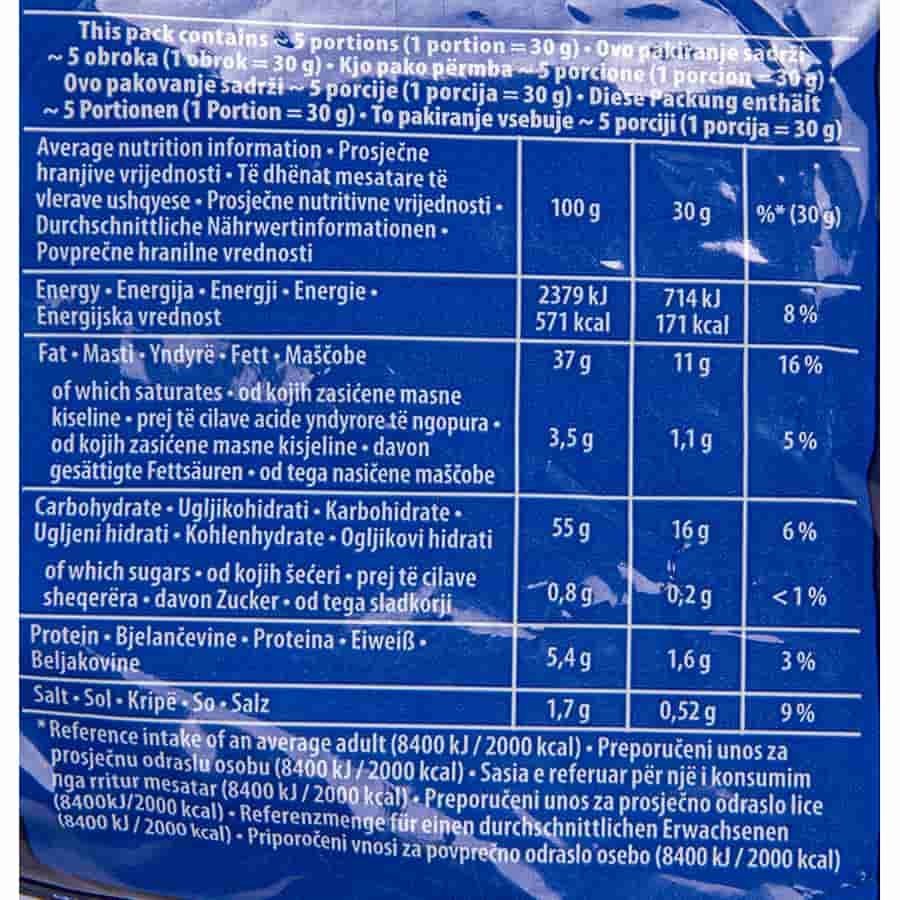 This pack contains ~ 5 portions (1 portion = 30 g) • Ovo pakiranje sadrži
~ 5 obroka (1 obrok = 30 g) • Kjo pako përmba ~ 5 porcione (1 porcion = 30 g) •
Ovo pakovanje sadrži ~ 5 porcije (1 porcija = 30 g) • Diese Packung enthält
~ 5 Portionen (1 Portion = 30 g) • To pakiranje vsebuje ~ 5 porciji (1 porcija = 30 g)
Average nutrition information • Prosječne
hranjive vrijednosti • Të dhënat mesatare të
vlerave ushqyese • Prosječne nutritivne vrijednosti •
Durchschnittliche Nährwertinformationen •
Povprečne hranilne vrednosti
100 g 30 g %* (30 g)
Energy • Energija • Energji • Energie •
Energijska vrednost
2379 kJ 714 kJ
571 kcal 171 kcal 8 %
Fat • Masti • Yndyrë • Fett • Maščobe 37 g 11 g 16 %
of which saturates • od kojih zasićene masne
kiseline • prej të cilave acide yndyrore të ngopura •
od kojih zasićene masne kisjeline • davon
gesättigte Fettsäuren • od tega nasičene maščobe
3,5 g 1,1 g 5 %
Carbohydrate • Ugljikohidrati • Karbohidrate •
Ugljeni hidrati • Kohlenhydrate • Ogljikovi hidrati
55 g 16 g 6 %
of which sugars • od kojih šećeri • prej të cilave
sheqerëra • davon Zucker • od tega sladkorji
0,8 g 0,2 g < 1 %
Protein • Bjelančevine • Proteina • Eiweiß •
Beljakovine
5,4 g 1,6 g 3 %
Salt • Sol • Kripë • So • Salz 1,7 g 0,52 g 9 %
* Reference intake of an average adult (8400 kJ / 2000 kcal) • Preporučeni unos za
prosječnu odraslu osobu (8400 kJ / 2000 kcal) • Sasia e referuar për një i konsumim
nga rritur mesatar (8400 kJ / 2000 kcal) • Preporučeni unos za prosječno odraslo lice
(8400kJ/2000 kcal) • Referenzmenge für einen durchschnittlichen Erwachsenen
(8400 kJ / 2000 kcal) • Priporočeni vnosi za povprečno odraslo osebo (8400 kJ / 2000 kcal)